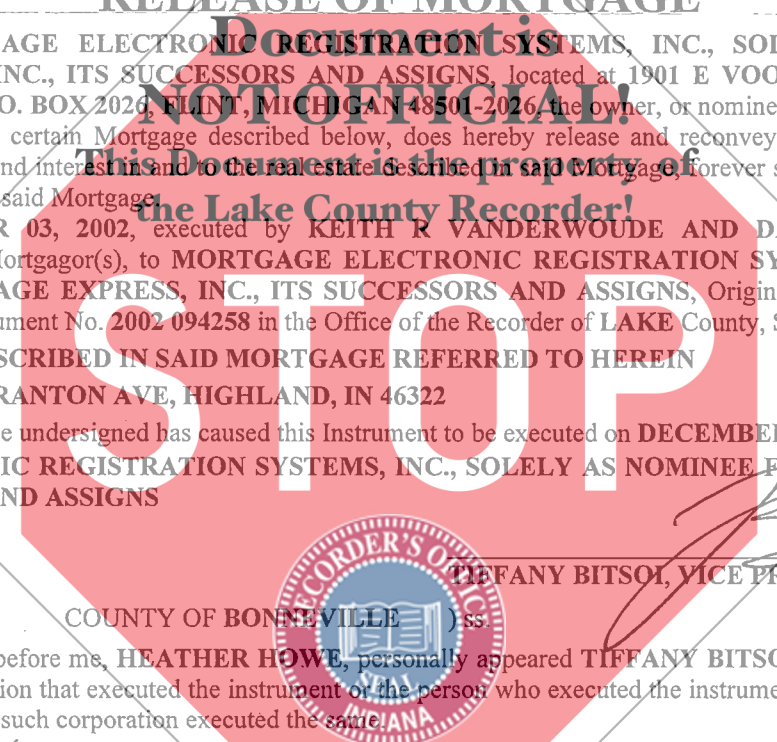 RELEASE OF MORTGAGE
Document is
AGE ELECTRONIC REGISTRATION SYSTEMS, INC., SOL
INC., ITS SUCCESSORS AND ASSIGNS, located at 1901 E VOO
O. BOX 2026, FLINT, MICHIGAN 48501-2026, the owner, or nomine
NOT OFFICIAL!
certain Mortgage described below, does hereby release and reconvey
nd interest in and to the real estate described in said Mortgage, forever s
This Document is the property of
said Mortgage.
the Lake County Recorder!
R 03, 2002, executed by KEITH R VANDERWOUDE AND D
Mortgagor(s), to MORTGAGE ELECTRONIC REGISTRATION SY
AGE EXPRESS, INC., ITS SUCCESSORS AND ASSIGNS, Origin
ument No. 2002 094258 in the Office of the Recorder of LAKE County, S
SCRIBED IN SAID MORTGAGE REFERRED TO HEREIN
RANTON AVE, HIGHLAND, IN 46322
STOP
e undersigned has caused this Instrument to be executed on DECEMBE
IC REGISTRATION SYSTEMS, INC., SOLELY AS NOMINEE F
ND ASSIGNS
RECORDER'S OFFICE
TIFFANY BITSOI, VICE PR
COUNTY OF BONNEVILLE ) ss.
before me, HEATHER HOWE, personally appeared TIFFANY BITSO
SEAL
tion that executed the instrument or the person who executed the instrume
INDIANA
such corporation executed the same.